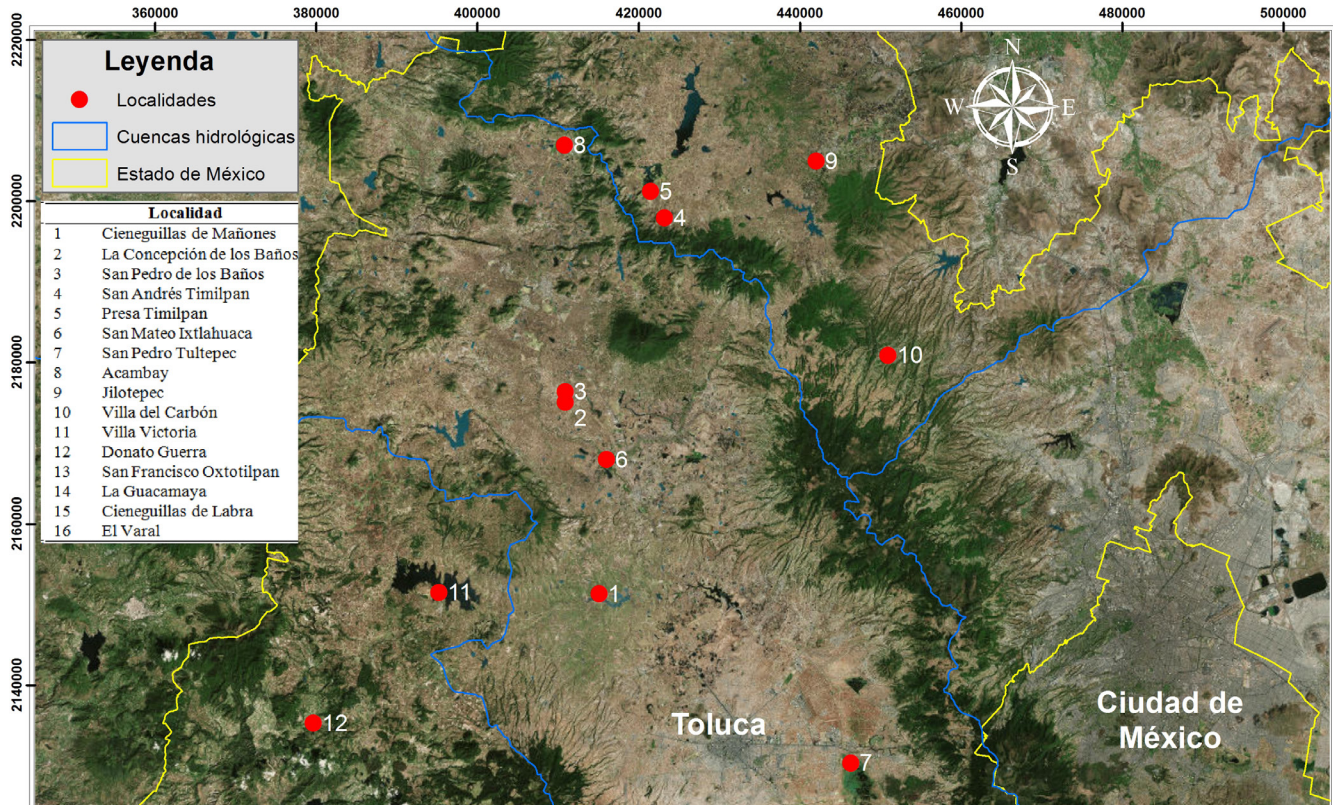 360000 380000 400000 420000 440000 460000 480000 500000
2220000
2200000
2180000
2160000
2140000
Leyenda
Localidades
Cuencas hidrológicas
Estado de México
Localidad
1 Cieneguillas de Mañones
2 La Concepción de los Baños
3 San Pedro de los Baños
4 San Andrés Timilpan
5 Presa Timilpan
6 San Mateo Ixtlahuaca
7 San Pedro Tultepec
8 Acambay
9 Jilotepec
10 Villa del Carbón
11 Villa Victoria
12 Donato Guerra
13 San Francisco Oxtotilpan
14 La Guacamaya
15 Cieneguillas de Labra
16 El Varal
N
W E
S
8
9
5
4
10
3
2
6
11
1
12
7
Toluca
Ciudad de
México